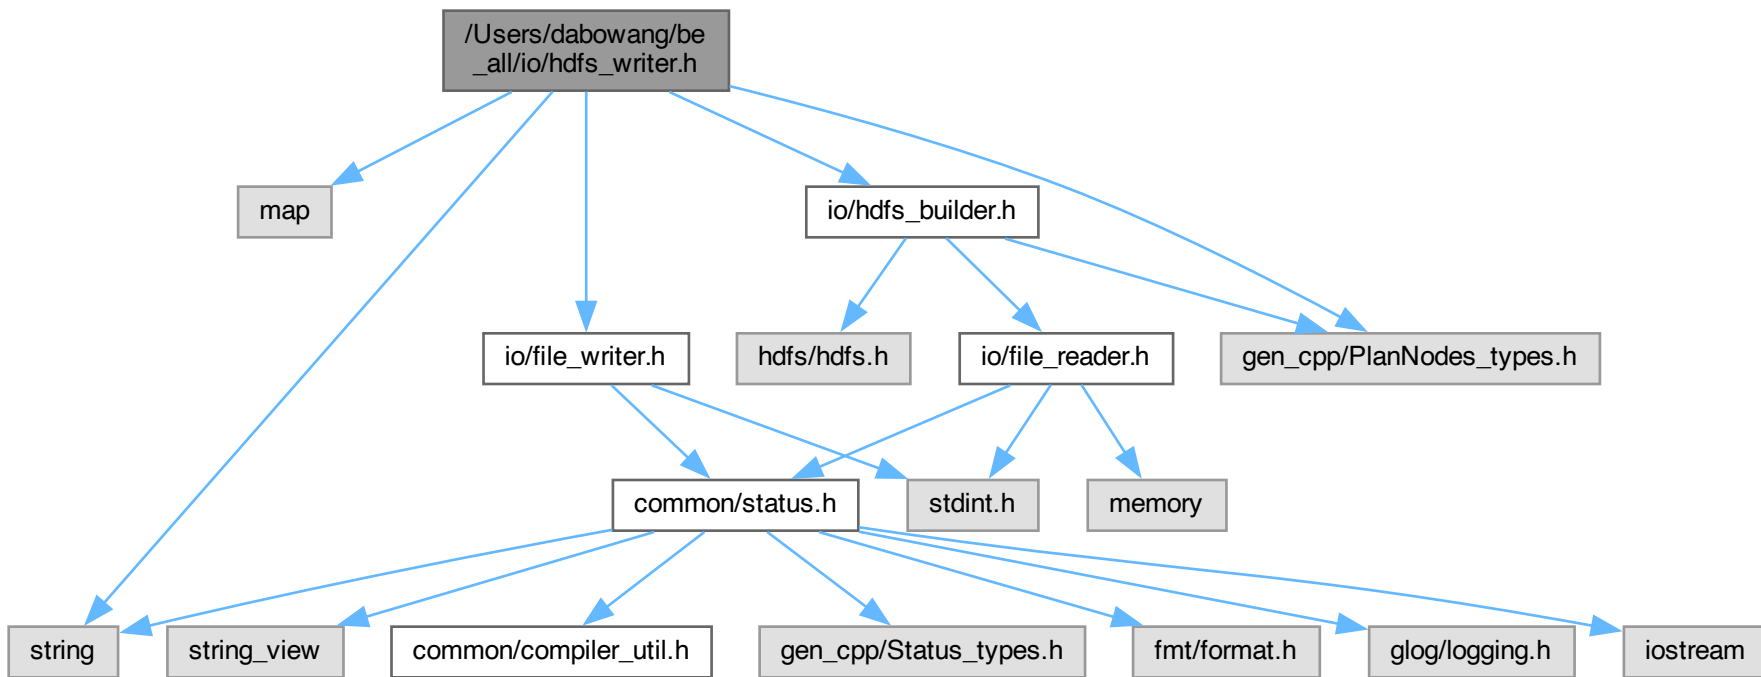 /Users/dabowang/be
_all/io/hdfs_writer.h
map
io/hdfs_builder.h
io/file_writer.h
hdfs/hdfs.h
io/file_reader.h
gen_cpp/PlanNodes_types.h
common/status.h
stdint.h
memory
string
string_view
common/compiler_util.h
gen_cpp/Status_types.h
fmt/format.h
glog/logging.h
iostream